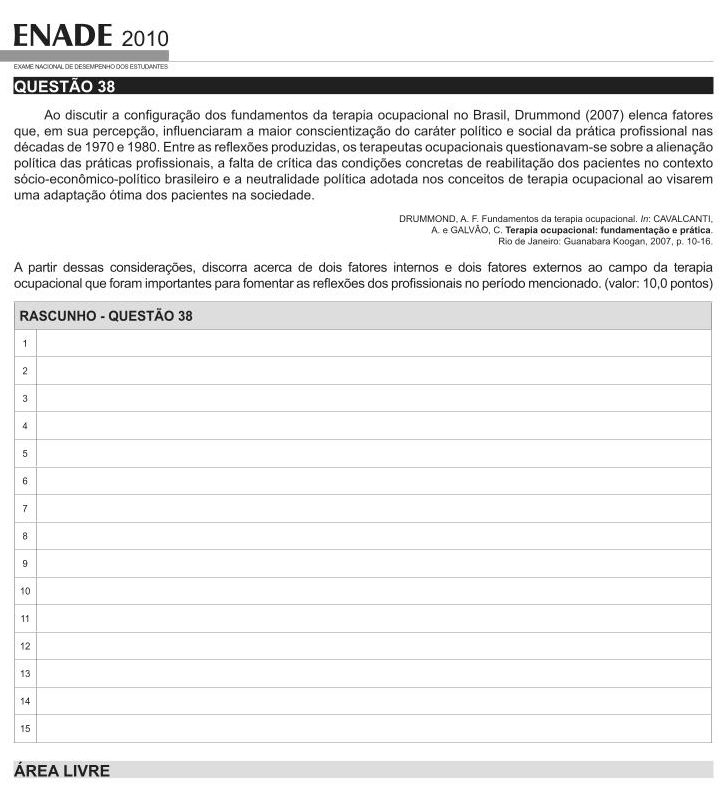 ENADE 2010
EXAME NACIONAL DE DESEMPENHO DOS ESTUDANTES
QUESTÃO 38
Ao discutir a configuração dos fundamentos da terapia ocupacional no Brasil, Drummond (2007) elenca fatores
que, em sua percepção, influenciaram a maior conscientização do caráter político e social da prática profissional nas
décadas de 1970 e 1980. Entre as reflexões produzidas, os terapeutas ocupacionais questionavam-se sobre a alienação
política das práticas profissionais, a falta de crítica das condições concretas de reabilitação dos pacientes no contexto
sócio-econômico-político brasileiro e a neutralidade política adotada nos conceitos de terapia ocupacional ao visarem
uma adaptação ótima dos pacientes na sociedade.
DRUMMOND, A. F. Fundamentos da terapia ocupacional. In: CAVALCANTI,
A. e GALVÃO, C. Terapia ocupacional: fundamentação e prática.
Rio de Janeiro: Guanabara Koogan, 2007, p. 10-16.
A partir dessas considerações, discorra acerca de dois fatores internos e dois fatores externos ao campo da terapia
ocupacional que foram importantes para fomentar as reflexões dos profissionais no período mencionado. (valor: 10,0 pontos)
RASCUNHO - QUESTÃO 38
1
2
3
4
5
6
7
8
9
10
11
12
13
14
15
ÁREA LIVRE